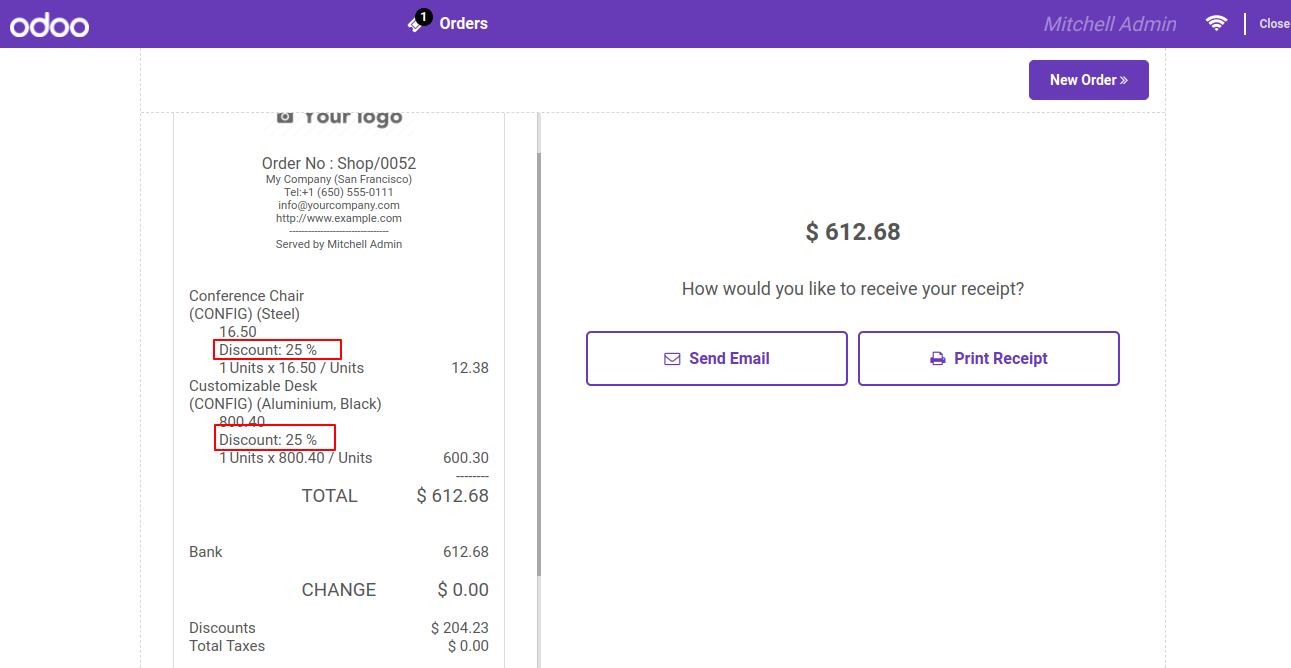 odoo
1
Orders
Mitchell Admin
Close
New Order »
Your logo
Order No : Shop/0052
My Company (San Francisco)
Tel:+1 (650) 555-0111
info@yourcompany.com
http://www.example.com
--------------------------------
Served by Mitchell Admin
Conference Chair
(CONFIG) (Steel)
16.50
Discount: 25 %
1 Units x 16.50 / Units 12.38
Customizable Desk
(CONFIG) (Aluminium, Black)
800.40
Discount: 25 %
1 Units x 800.40 / Units 600.30
--------
TOTAL $ 612.68
Bank 612.68
CHANGE $ 0.00
Discounts $ 204.23
Total Taxes $ 0.00
$ 612.68
How would you like to receive your receipt?
Send Email
Print Receipt